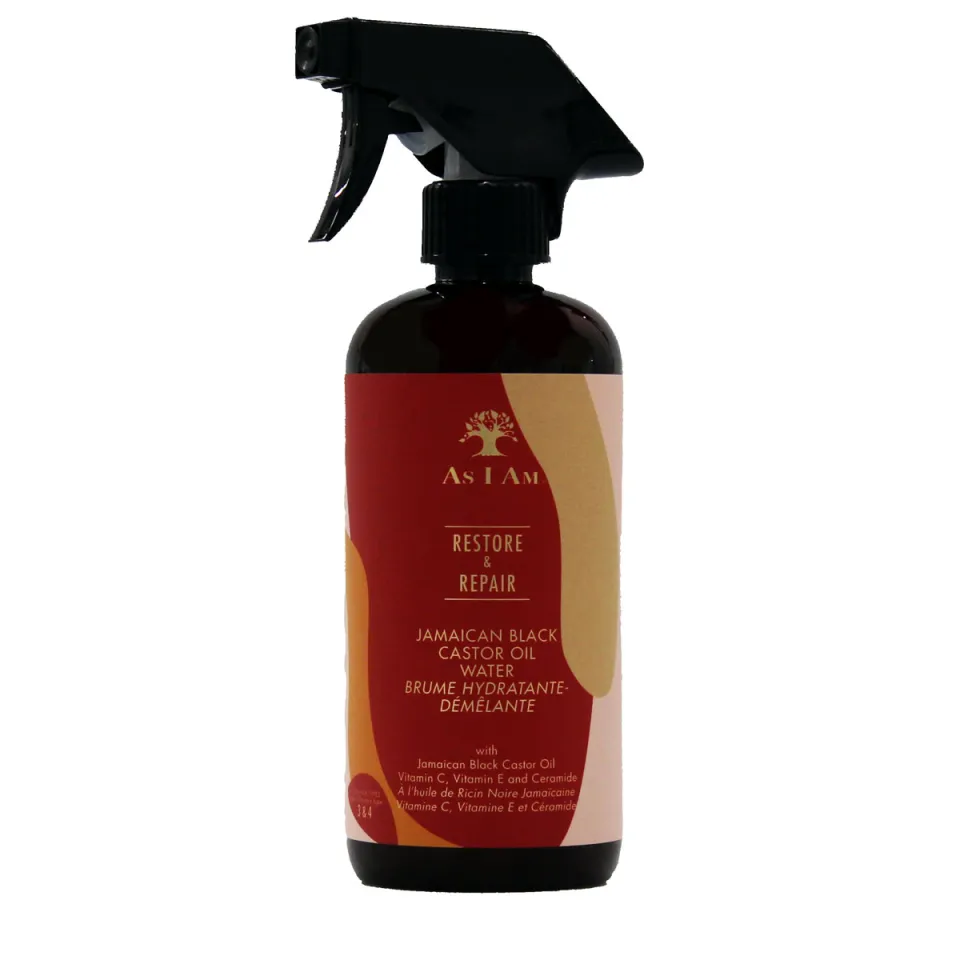 As I Am
RESTORE
&
REPAIR
JAMAICAN BLACK
CASTOR OIL
WATER
BRUME HYDRATANTE-
DÉMÊLANTE
with
Jamaican Black Castor Oil
Vitamin C, Vitamin E and Ceramide
À l'huile de Ricin Noire Jamaïcaine
Vitamine C, Vitamine E et Céramide
3 & 4